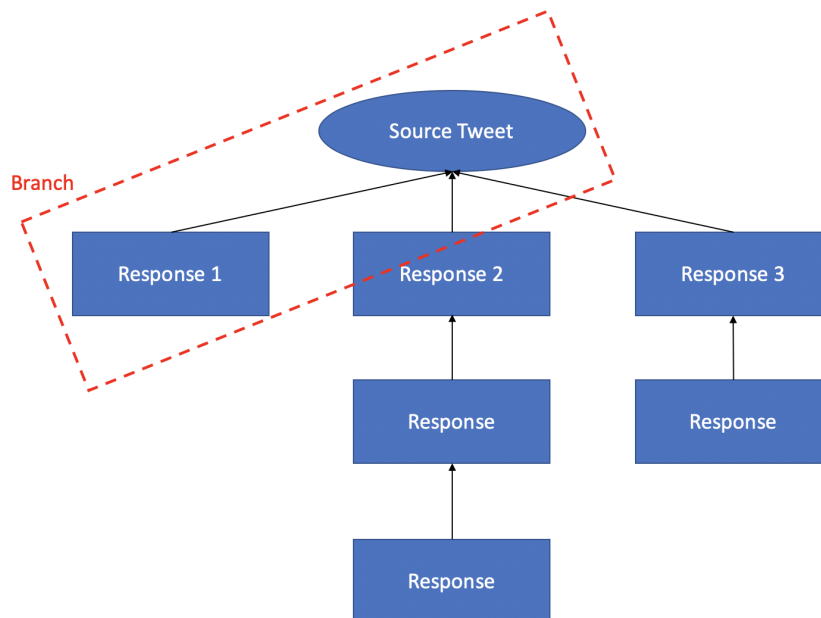 Source Tweet
Branch
Response 1
Response 2
Response 3
Response
Response
Response